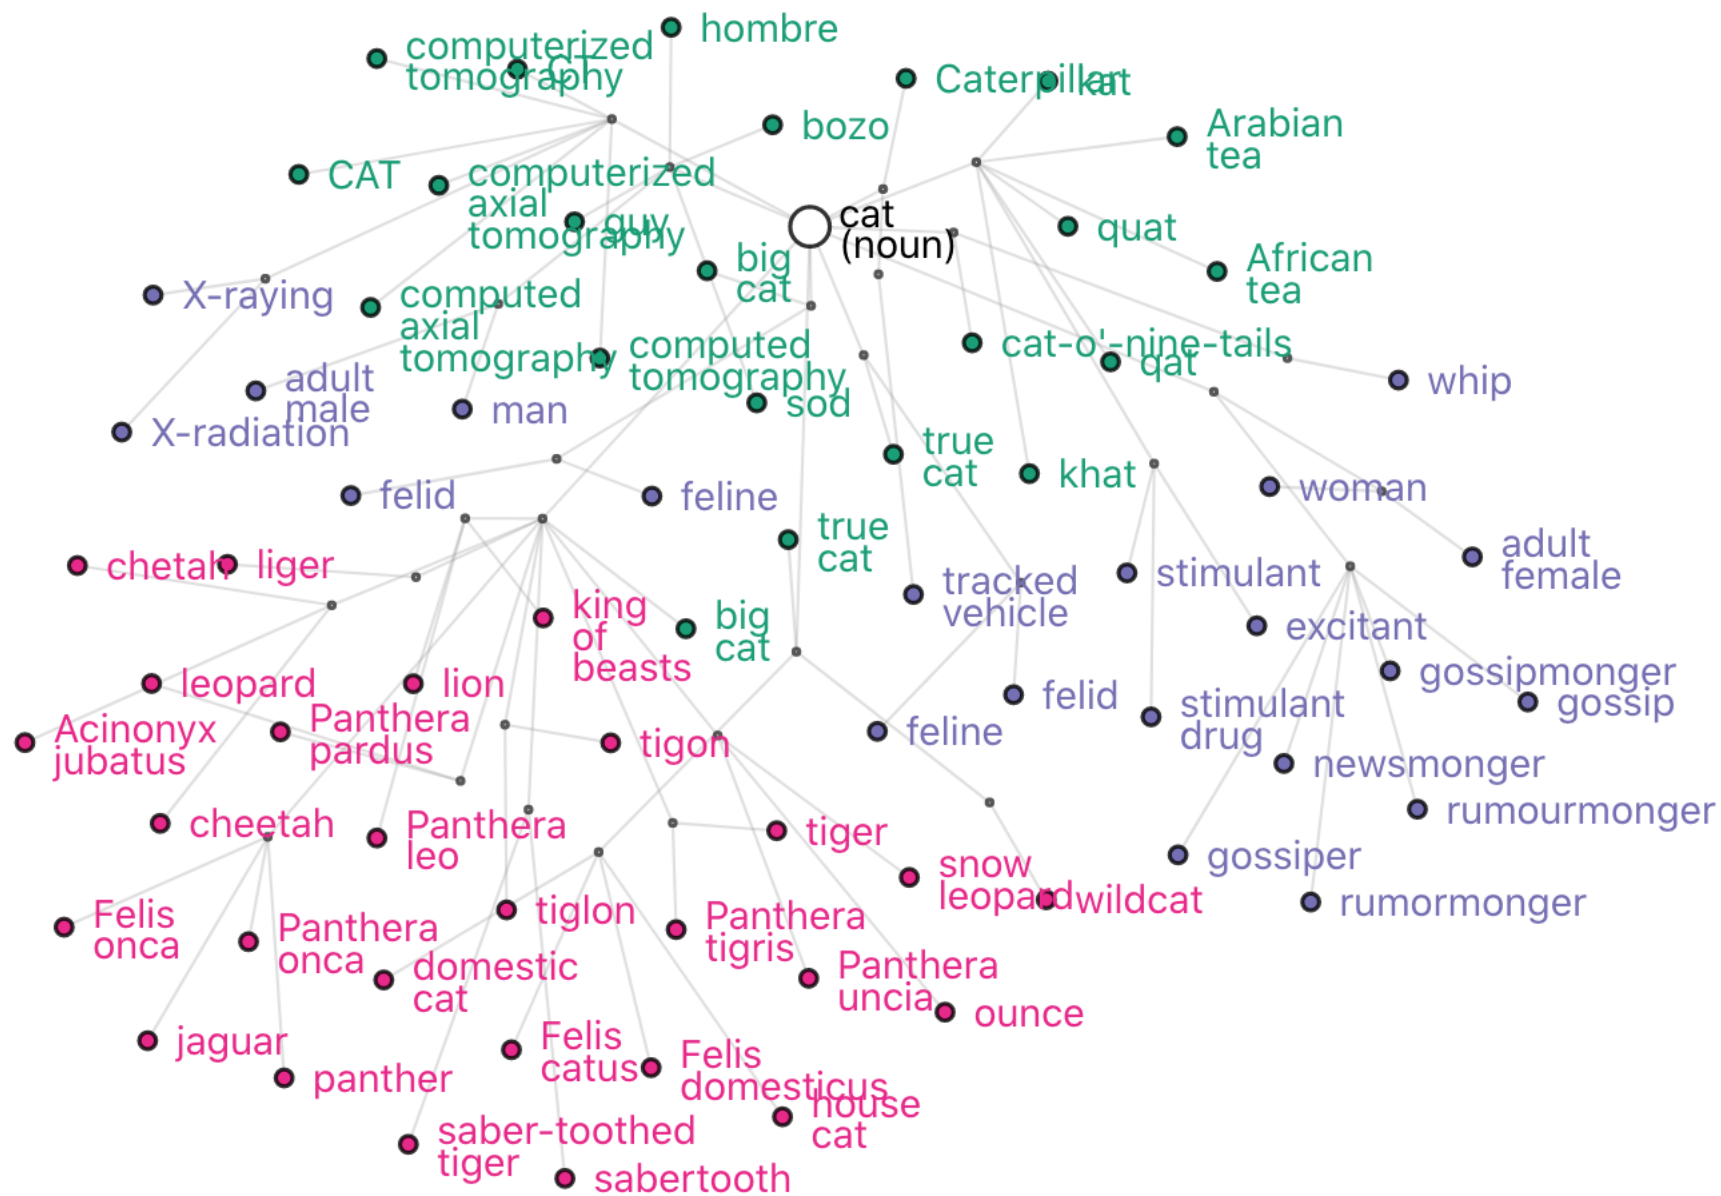 hombre
computerized
tomography
CT
Caterpillar
kat
bozo
Arabian
tea
CAT
computerized
axial
tomography
guy
cat
(noun)
quat
big
cat
African
tea
X-raying
computed
axial
tomography
computed
tomography
cat-o'-nine-tails
qat
whip
adult
male
man
sod
X-radiation
true
cat
khat
felid
feline
woman
true
cat
adult
female
chetah
liger
tracked
vehicle
stimulant
king
of
beasts
big
cat
excitant
leopard
lion
felid
gossipmonger
gossip
Acinonyx
jubatus
Panthera
pardus
tigon
feline
stimulant
drug
newsmonger
cheetah
Panthera
leo
tiger
rumourmonger
snow
leopard
wildcat
gossiper
rumormonger
Felis
onca
Panthera
onca
tiglon
Panthera
tigris
domestic
cat
Panthera
uncia
ounce
jaguar
Felis
catus
Felis
domesticus
panther
house
cat
saber-toothed
tiger
sabertooth